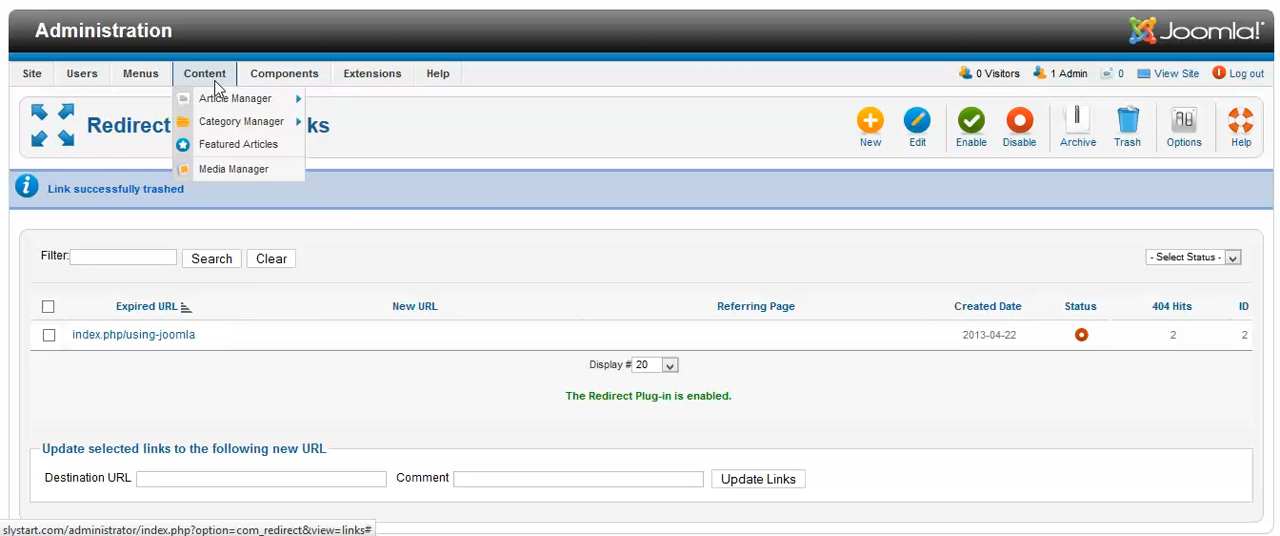 Administration
Joomla!
Site Users Menus Content Components Extensions Help 0 Visitors 1 Admin 0 View Site Log out
Article Manager
Category Manager
Featured Articles
Media Manager
Redirect ks
New Edit Enable Disable Archive Trash Options Help
Link successfully trashed
Filter: Search Clear - Select Status -
Expired URL New URL Referring Page Created Date Status 404 Hits ID
index.php/using-joomla 2013-04-22 2 2
Display # 20
The Redirect Plug-in is enabled.
Update selected links to the following new URL
Destination URL Comment Update Links
slystart.com/administrator/index.php?option=com_redirect&view=links#